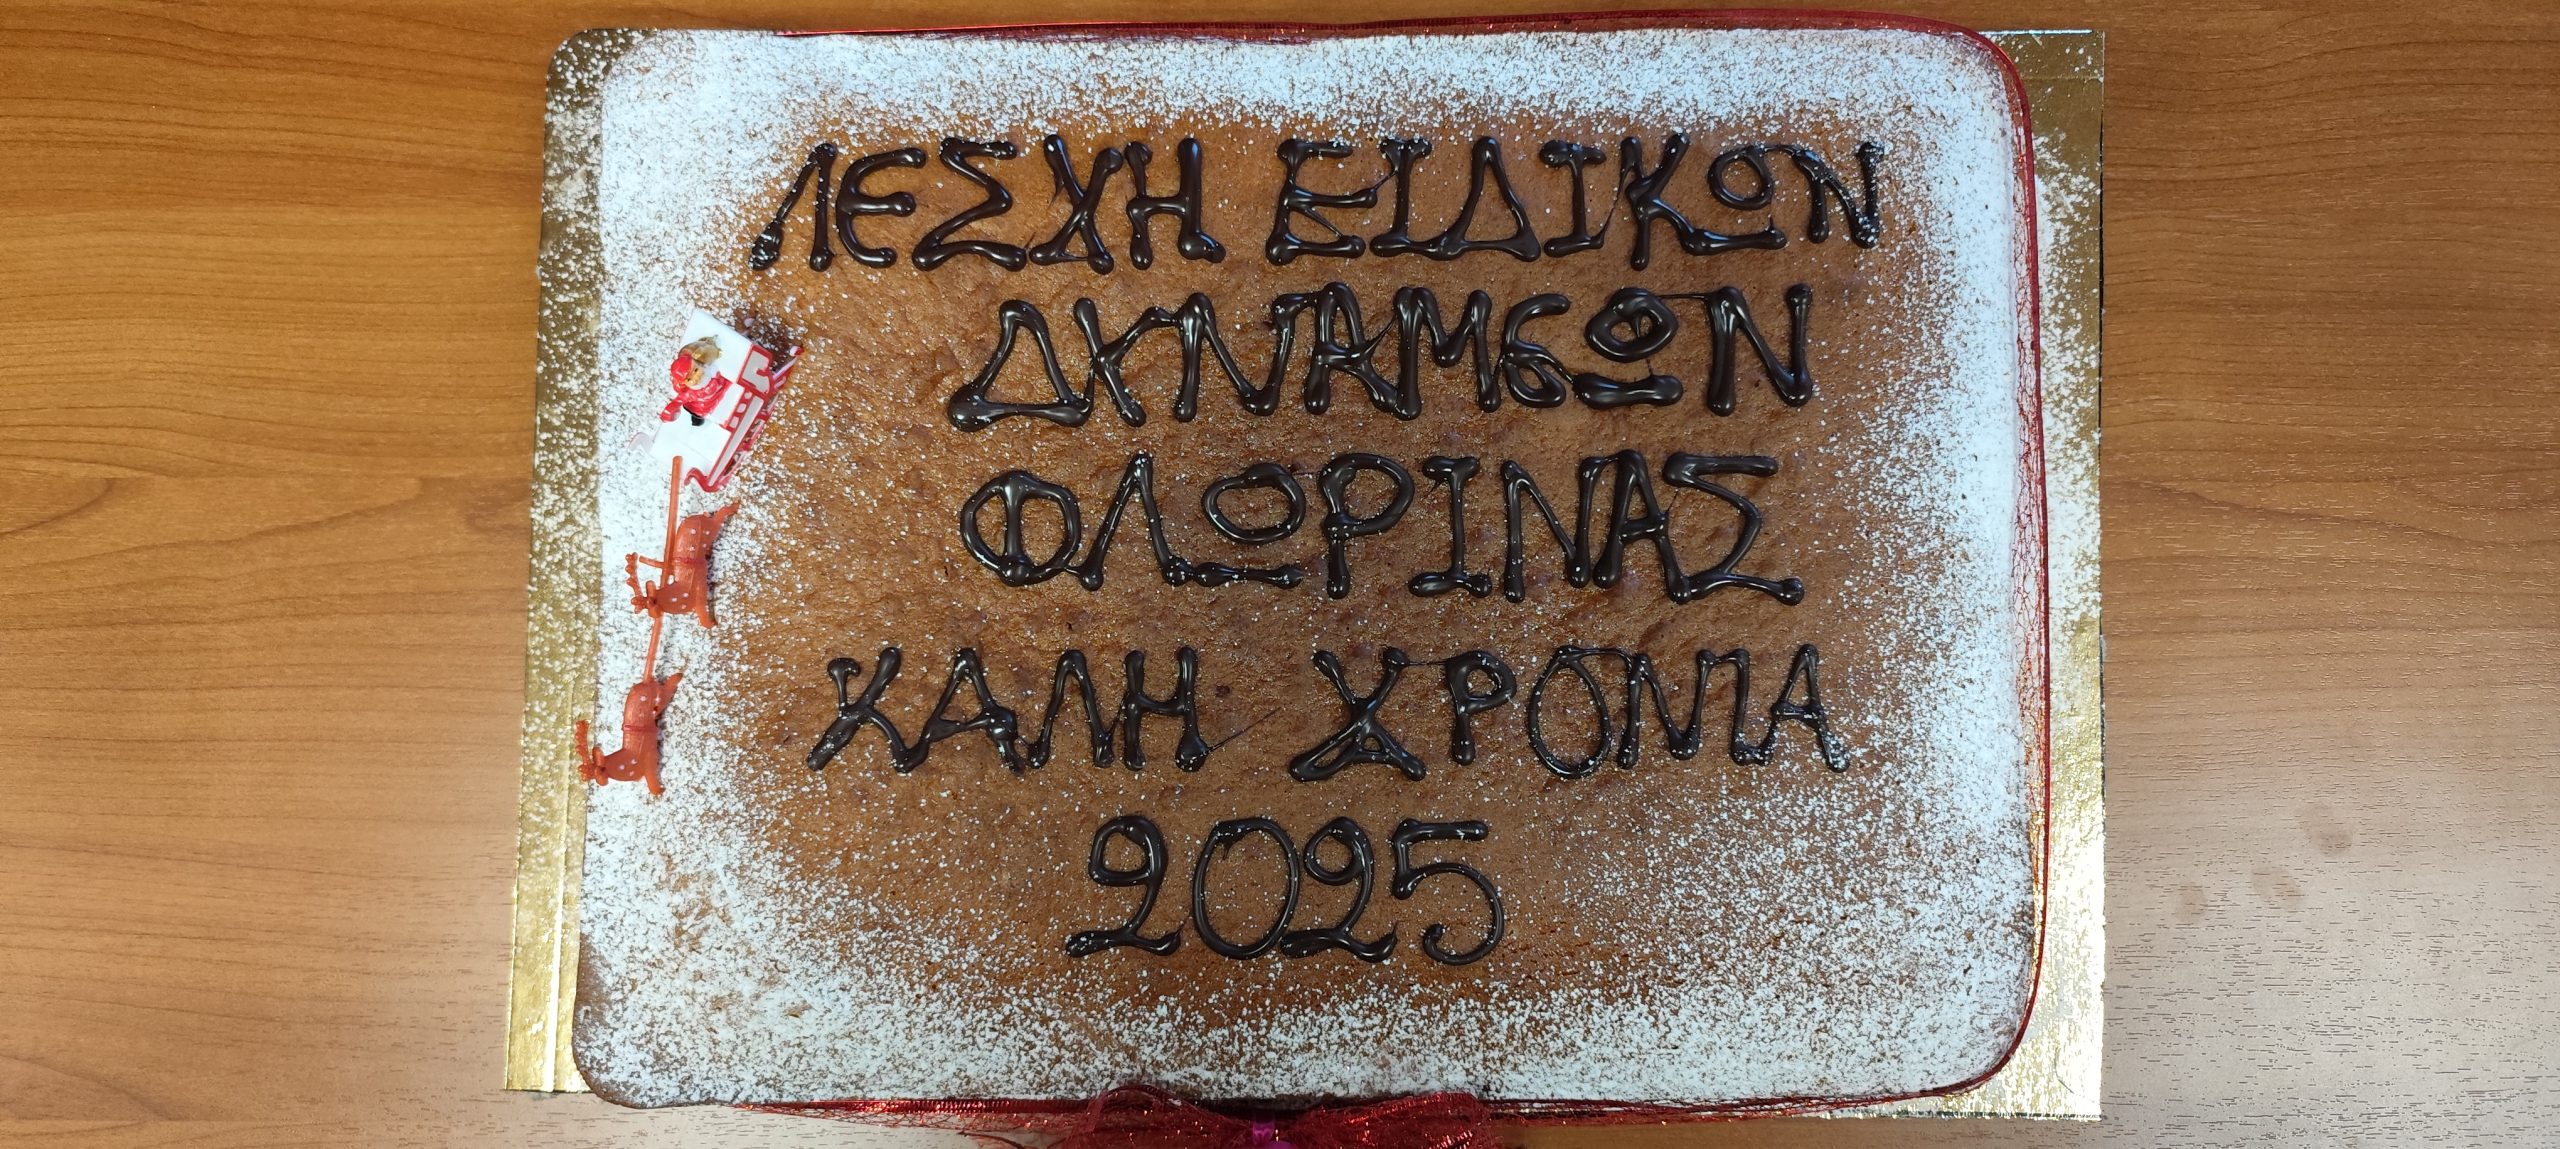 ΛΕΣΧΗ ΕΙΔΙΚΩΝ
ΔΥΝΑΜΕΩΝ
ΦΛΩΡΙΝΑΣ
ΚΑΛΗ ΧΡΟΝΙΑ
2025